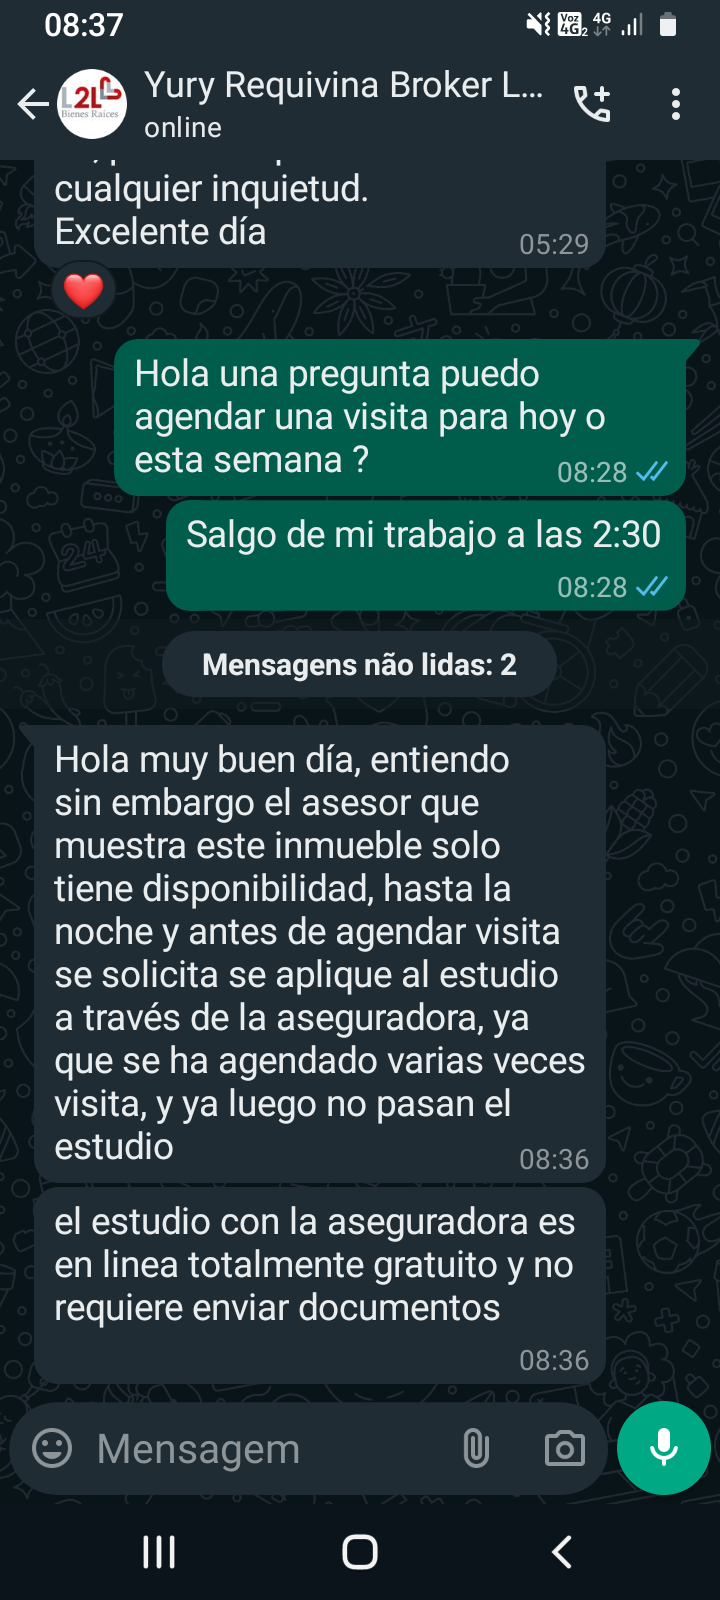 08:37
Voz 4G 2 4G
L2L
Bienes Raíces
Yury Requivina Broker L...
online
cualquier inquietud.
Excelente día
05:29
Hola una pregunta puedo
agendar una visita para hoy o
esta semana ?
08:28
Salgo de mi trabajo a las 2:30
08:28
24
Mensagens não lidas: 2
Hola muy buen día, entiendo
sin embargo el asesor que
muestra este inmueble solo
tiene disponibilidad, hasta la
noche y antes de agendar visita
se solicita se aplique al estudio
a través de la aseguradora, ya
que se ha agendado varias veces
visita, y ya luego no pasan el
estudio
08:36
el estudio con la aseguradora es
en linea totalmente gratuito y no
requiere enviar documentos
08:36
Mensagem